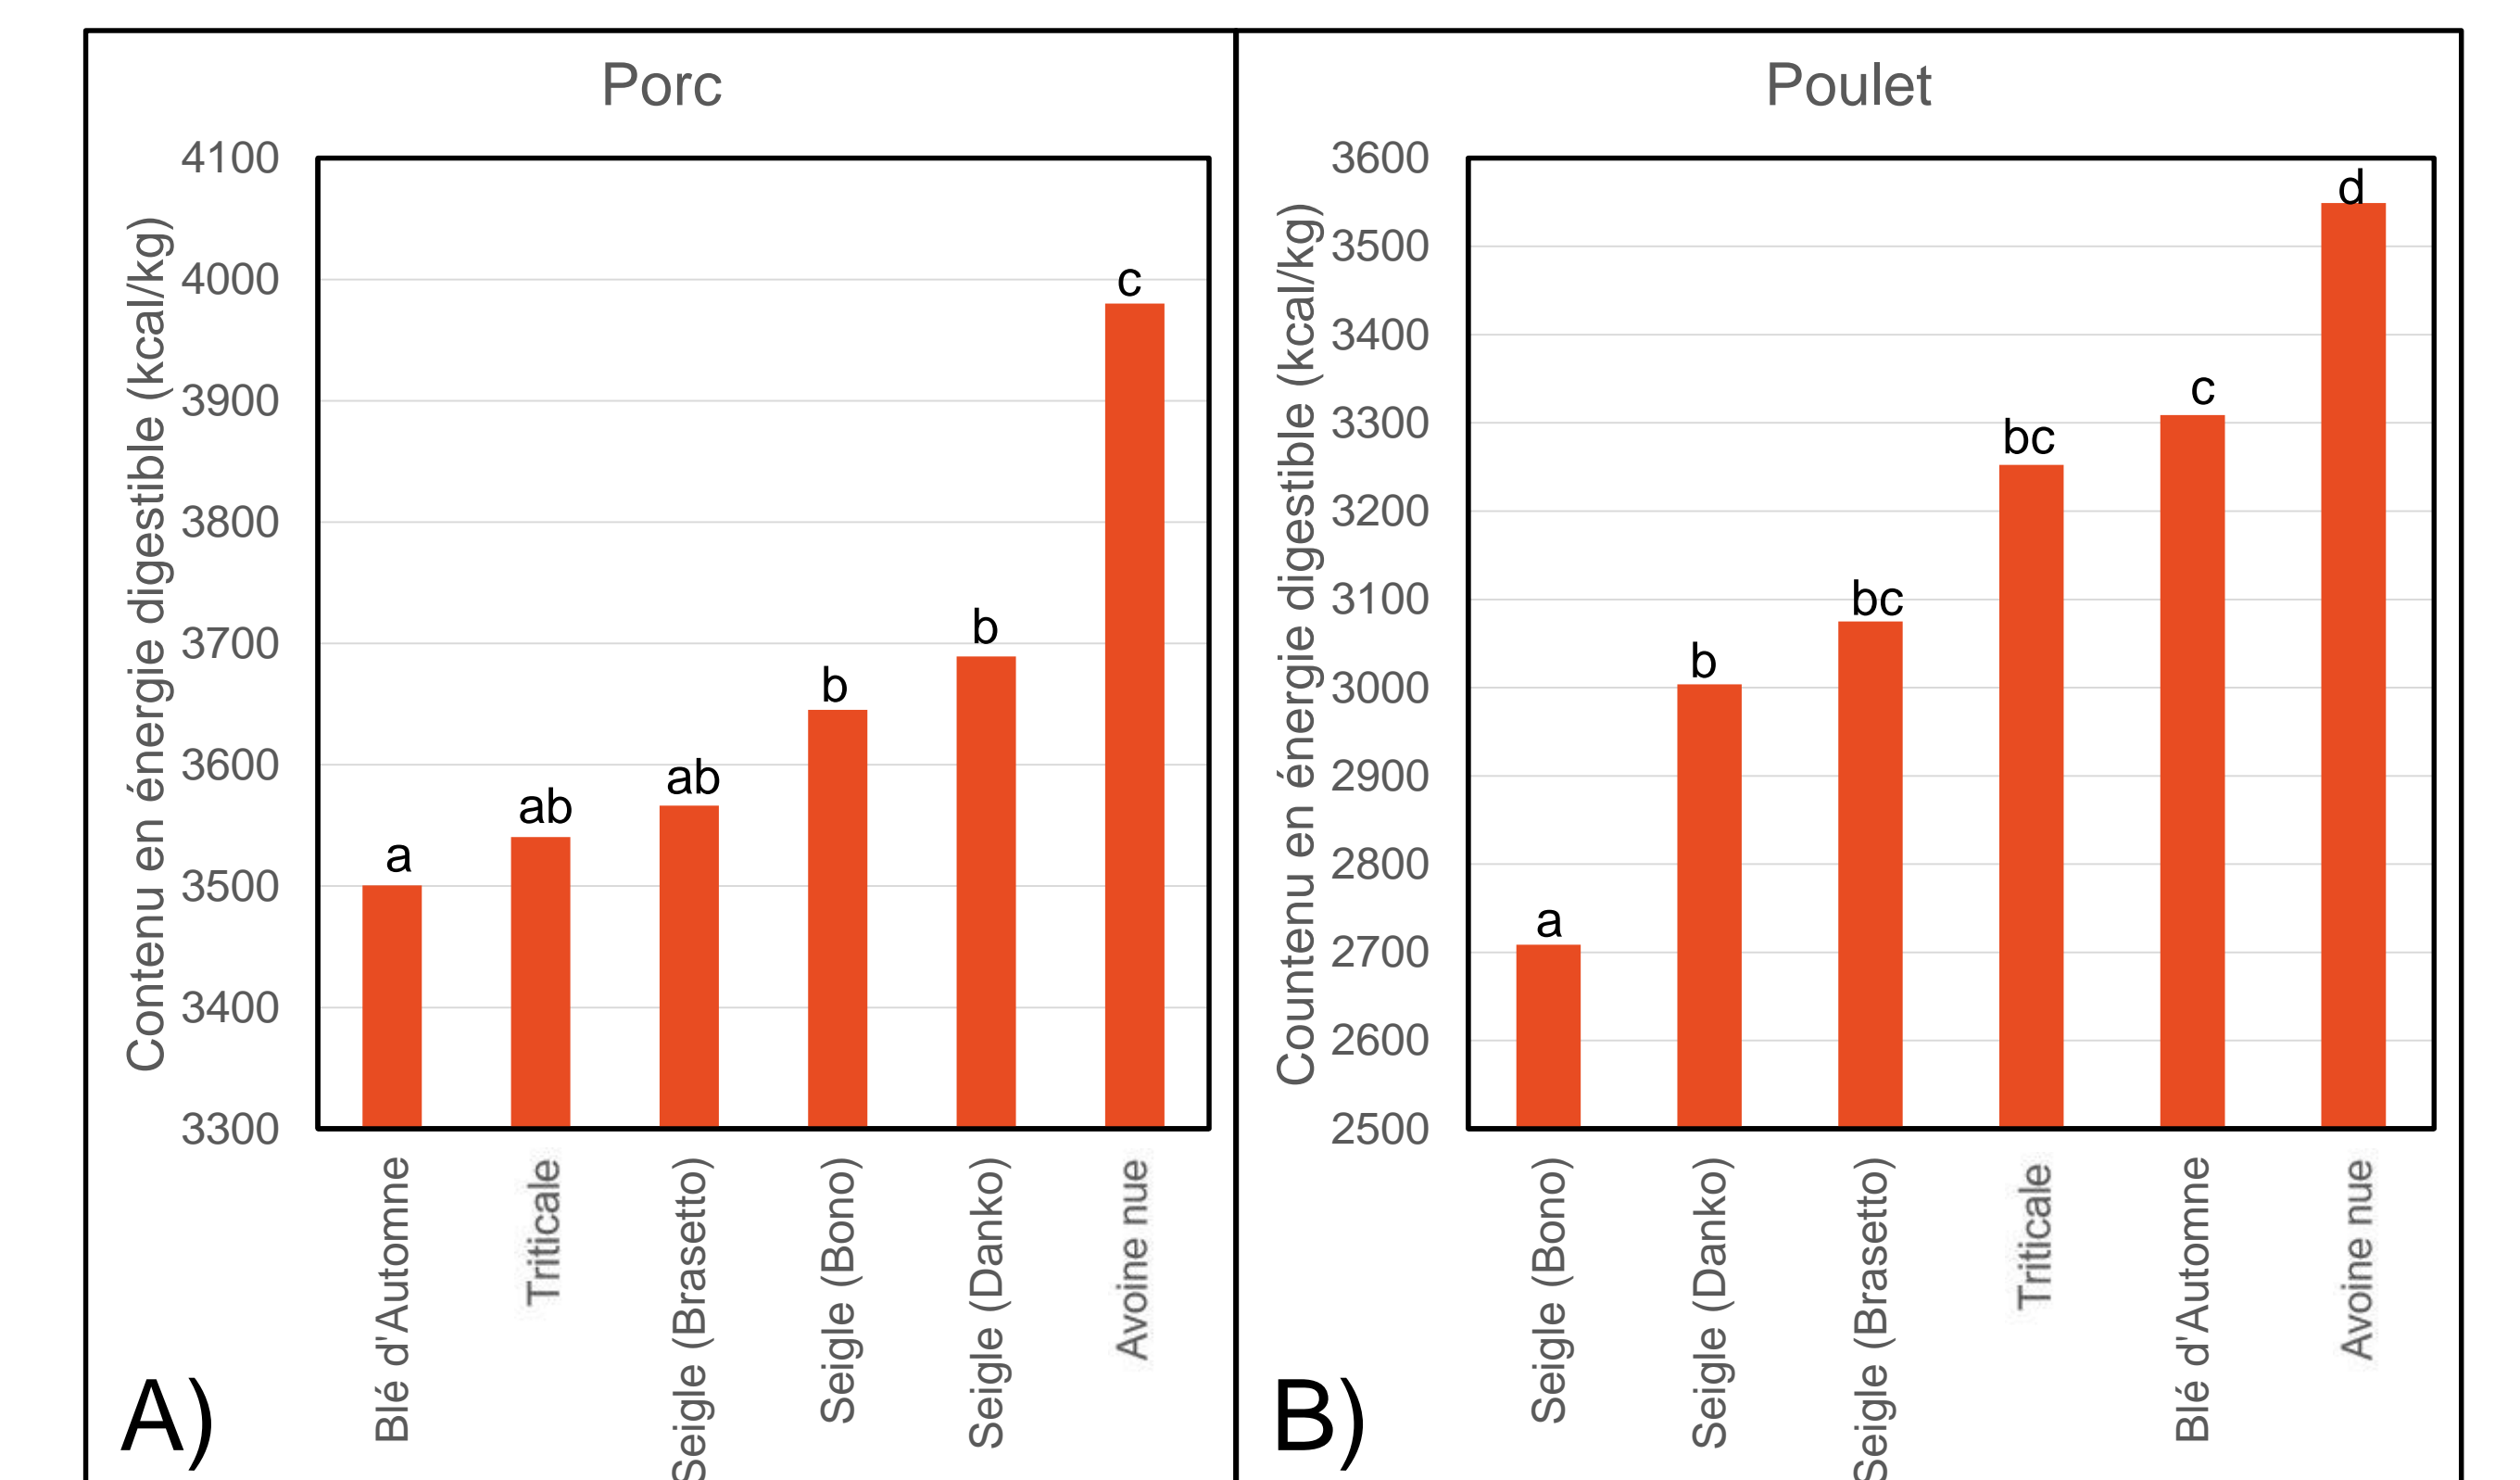 Porc
Contenu en énergie digestible (kcal/kg)
4100
4000
3900
3800
3700
3600
3500
3400
3300
a
ab
ab
b
b
c
Blé d'Automne
Triticale
Seigle (Brasetto)
Seigle (Bono)
Seigle (Danko)
Avoine nue
A)
Poulet
Countenu en énergie digestible (kcal/kg)
3600
3500
3400
3300
3200
3100
3000
2900
2800
2700
2600
2500
a
b
bc
bc
c
d
Seigle (Bono)
Seigle (Danko)
Seigle (Brasetto)
Triticale
Blé d'Automne
Avoine nue
B)